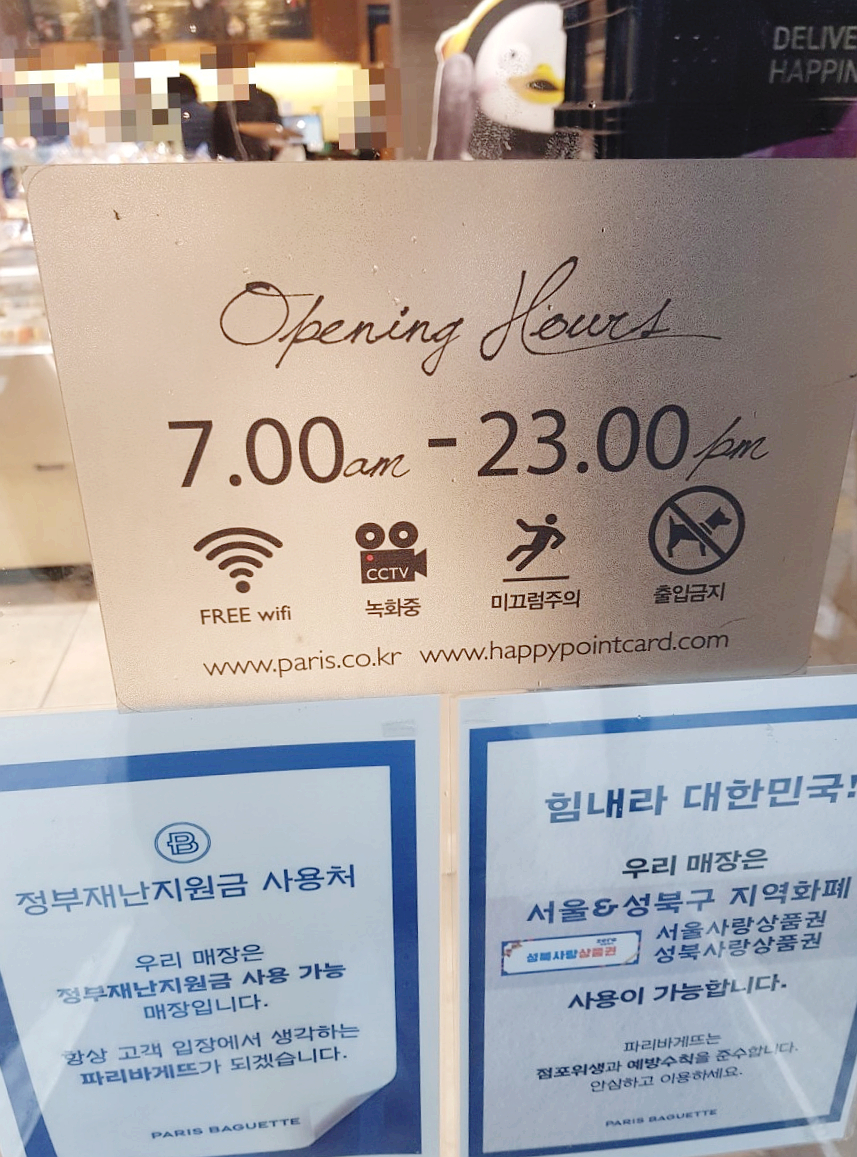 DELIVE
HAPPIN
Opening Hours
7.00am - 23.00pm
CCTV
FREE wifi 녹화중 미끄럼주의 출입금지
www.paris.co.kr www.happypointcard.com
B
정부재난지원금 사용처
우리 매장은
정부재난지원금 사용 가능
매장입니다.
항상 고객 입장에서 생각하는
파리바게뜨가 되겠습니다.
PARIS BAGUETTE
힘내라 대한민국!
우리 매장은
서울&성북구 지역화폐
zero
성북사랑상품권
서울사랑상품권
성북사랑상품권
사용이 가능합니다.
파리바게뜨는
점포위생과 예방수칙을 준수합니다.
안심하고 이용하세요.
PARIS BAGUETTE